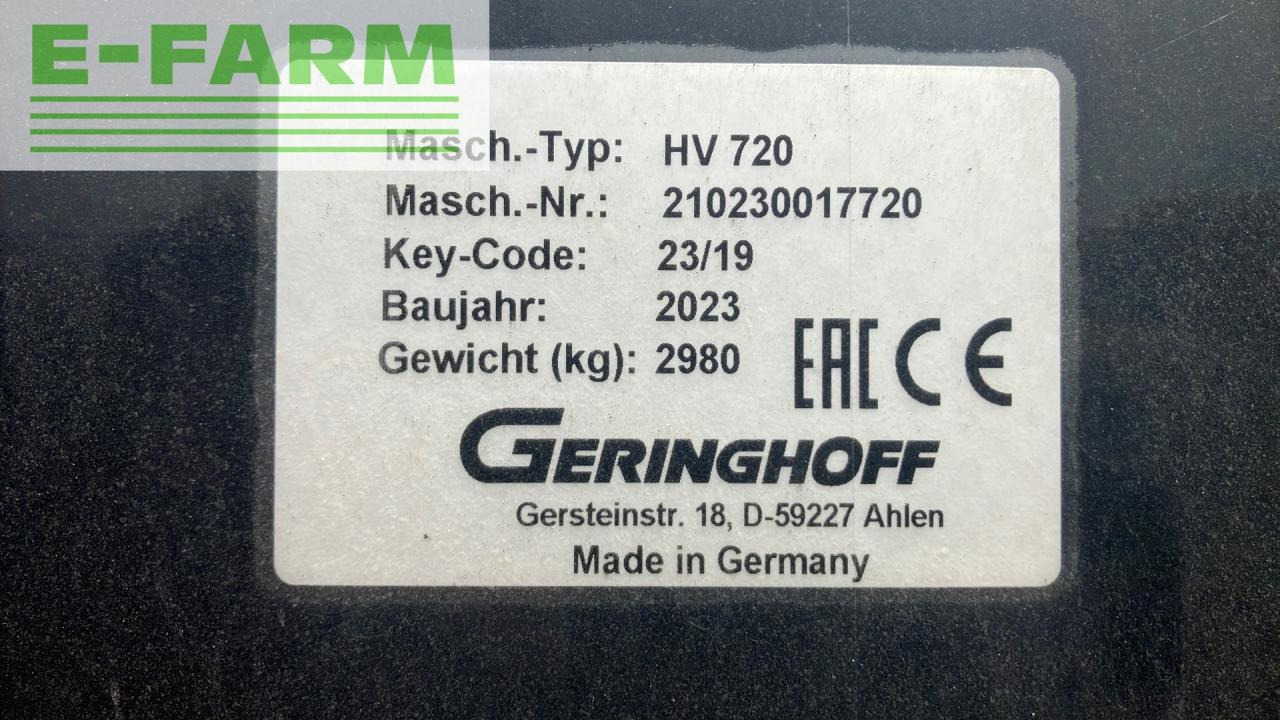 E-FARM
Masch.-Typ: HV 720
Masch.-Nr.: 210230017720
Key-Code: 23/19
Baujahr: 2023
Gewicht (kg): 2980
EAC CE
GERINGHOFF
Gersteinstr. 18, D-59227 Ahlen
Made in Germany